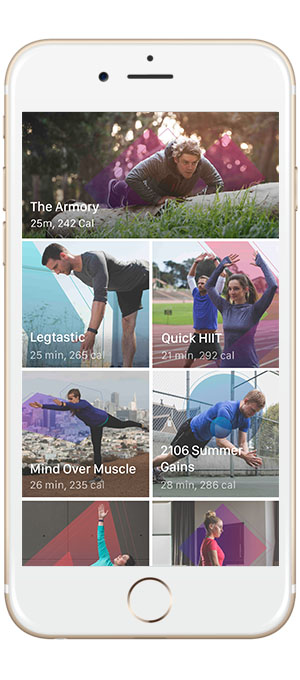 The Armory
25m, 242 Cal
Legtastic
25 min, 265 cal
Quick HIIT
21 min, 292 cal
Mind Over Muscle
26 min, 235 cal
2106 Summer
Gains
28 min, 286 cal